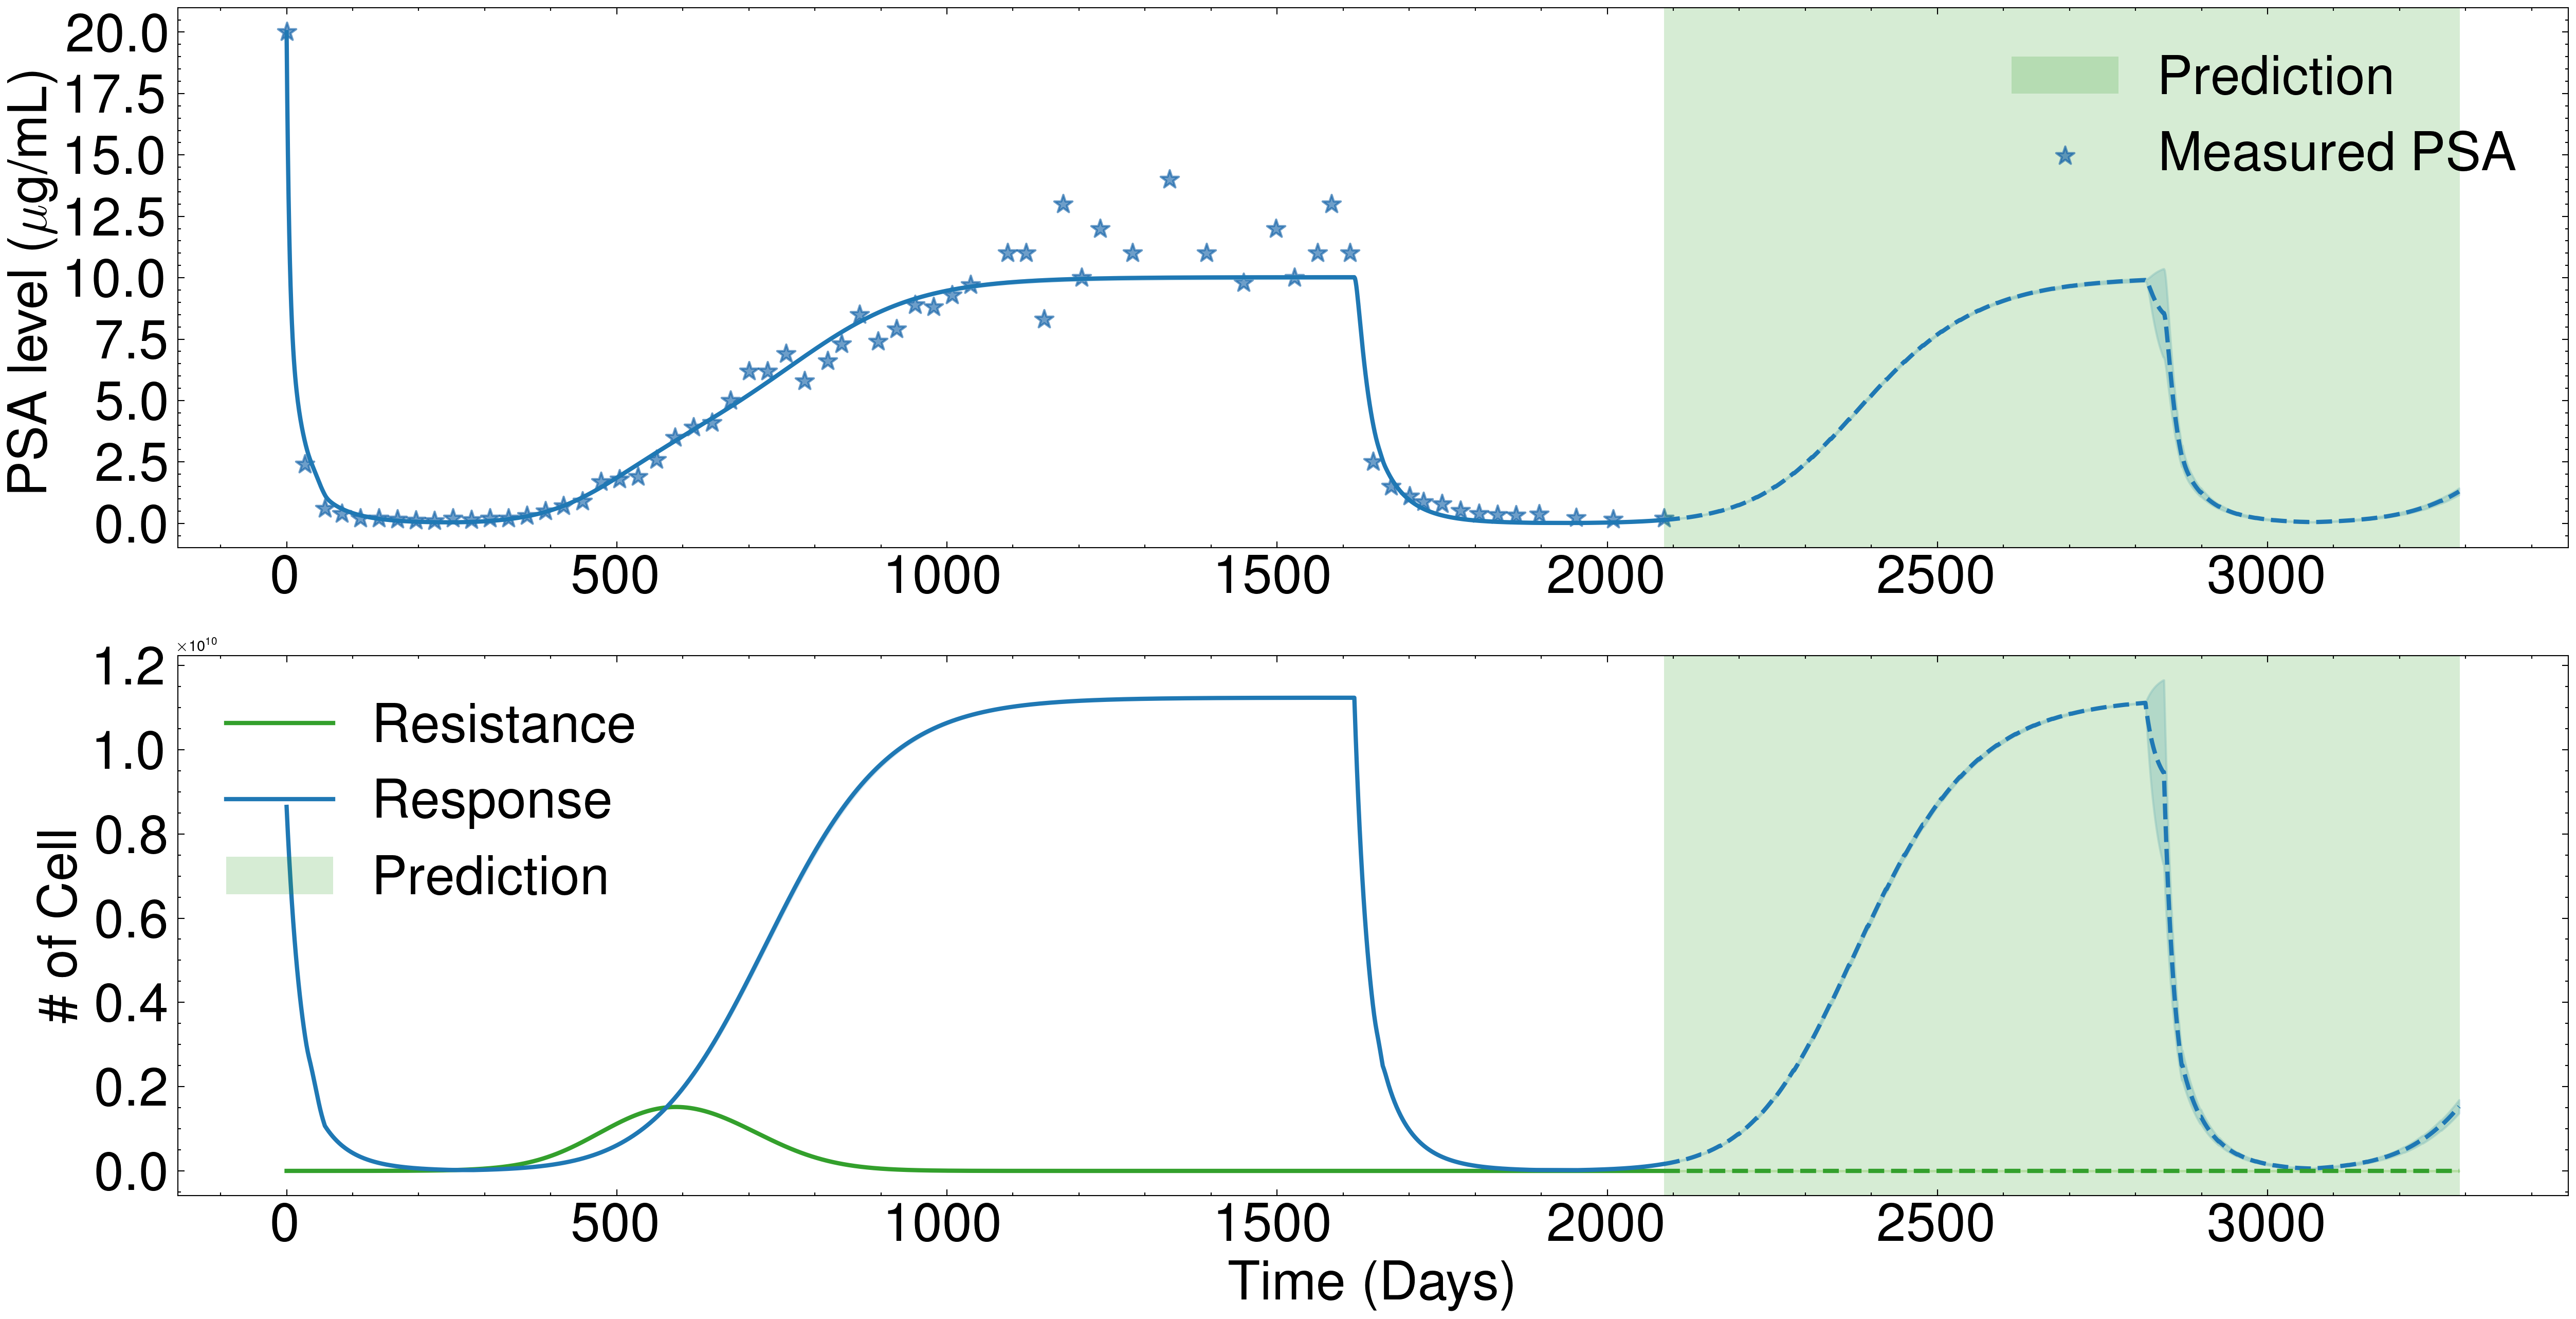 PSA level (μg/mL)
20.0
17.5
15.0
12.5
10.0
7.5
5.0
2.5
0.0
Prediction
Measured PSA
0 500 1000 1500 2000 2500 3000
×10¹⁰
# of Cell
1.2
1.0
0.8
0.6
0.4
0.2
0.0
Resistance
Response
Prediction
0 500 1000 1500 2000 2500 3000
Time (Days)